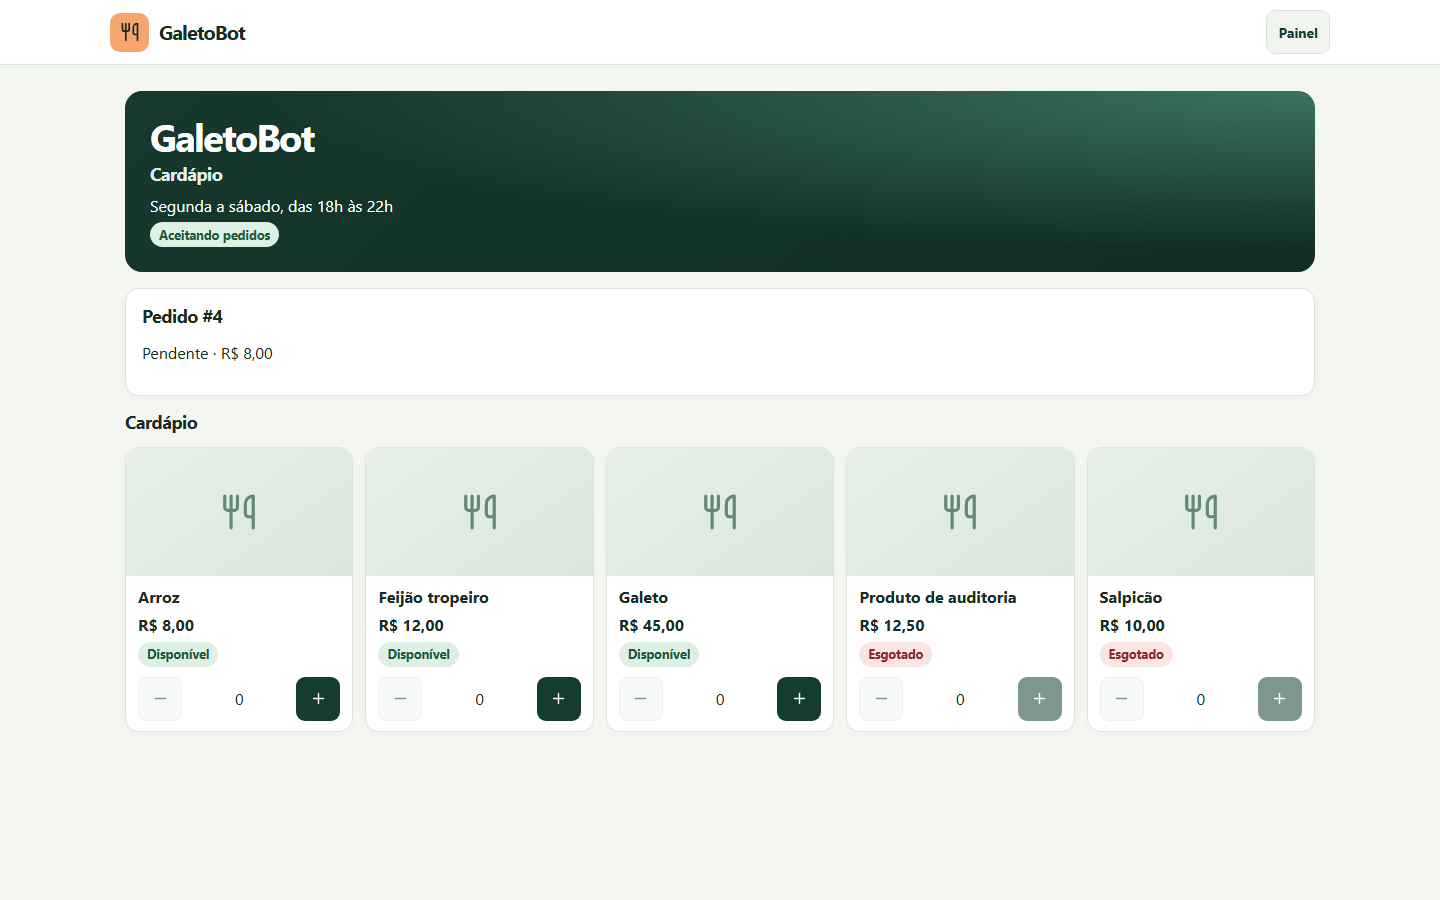 GaletoBot
Painel
GaletoBot
Cardápio
Segunda a sábado, das 18h às 22h
Aceitando pedidos
Pedido #4
Pendente · R$ 8,00
Cardápio
Arroz
R$ 8,00
Disponível
− 0 +
Feijão tropeiro
R$ 12,00
Disponível
− 0 +
Galeto
R$ 45,00
Disponível
− 0 +
Produto de auditoria
R$ 12,50
Esgotado
− 0 +
Salpicão
R$ 10,00
Esgotado
− 0 +